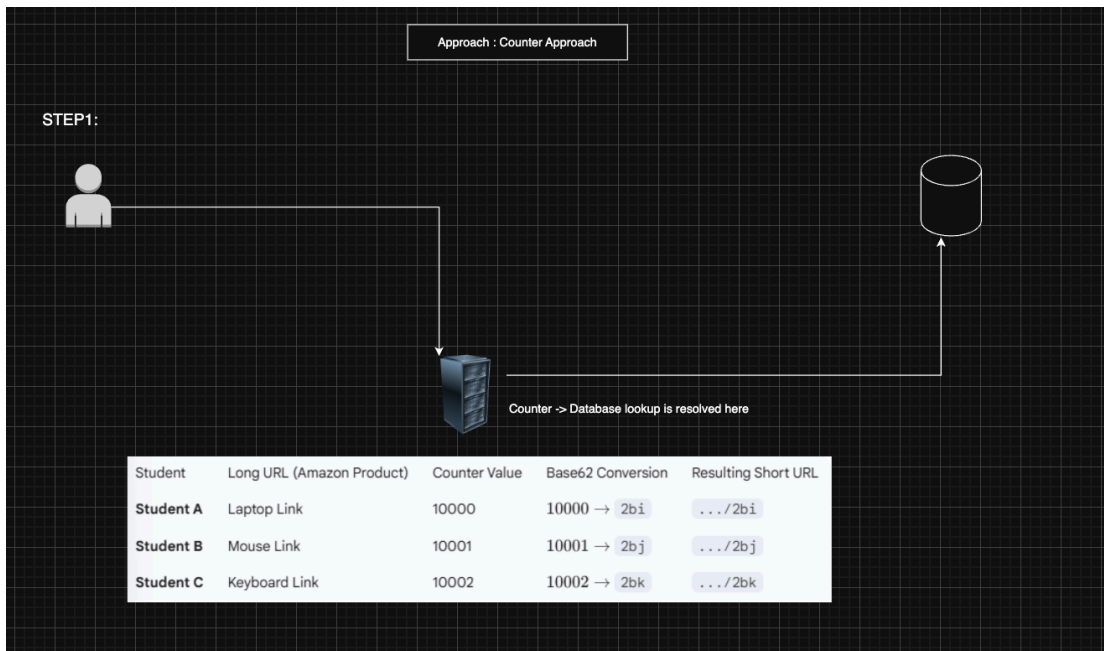 Approach : Counter Approach
STEP1:
Counter -> Database lookup is resolved here
Student Long URL (Amazon Product) Counter Value Base62 Conversion Resulting Short URL
Student A Laptop Link 10000 10000 → 2bi .../2bi
Student B Mouse Link 10001 10001 → 2bj .../2bj
Student C Keyboard Link 10002 10002 → 2bk .../2bk